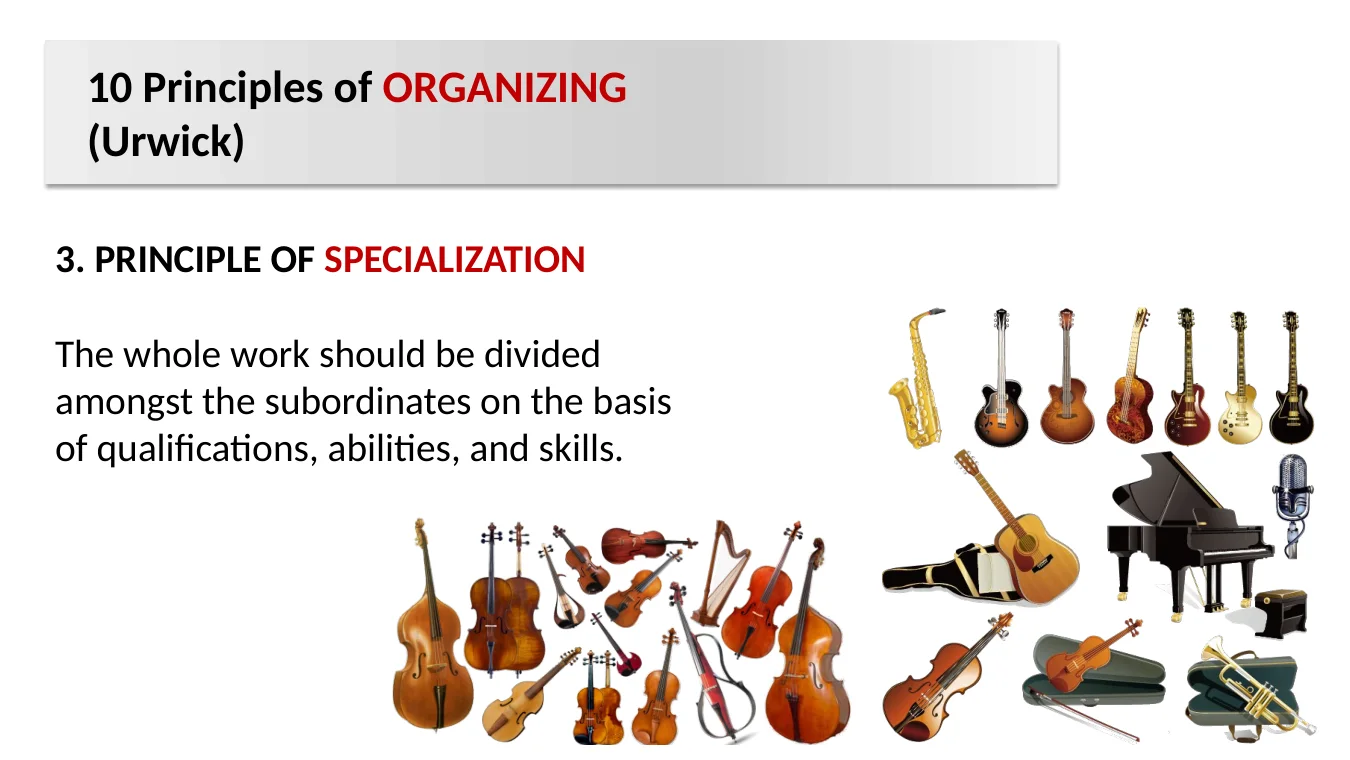 10 Principles of ORGANIZING
(Urwick)
3. PRINCIPLE OF SPECIALIZATION
The whole work should be divided
amongst the subordinates on the basis
of qualifications, abilities, and skills.